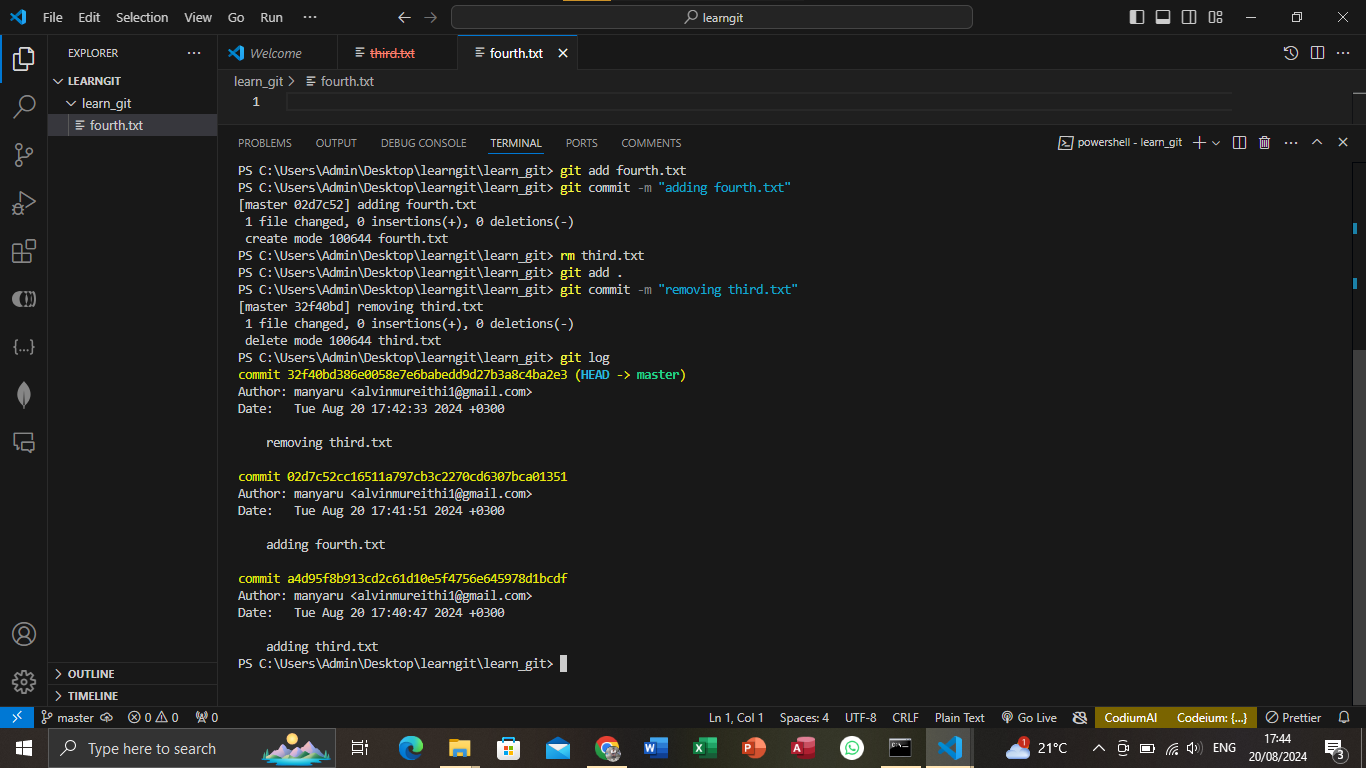 File Edit Selection View Go Run ··· learngit
EXPLORER ···
LEARNGIT
learn_git
fourth.txt
OUTLINE
TIMELINE
Welcome third.txt fourth.txt
learn_git > fourth.txt
1
PROBLEMS OUTPUT DEBUG CONSOLE TERMINAL PORTS COMMENTS powershell - learn_git
PS C:\Users\Admin\Desktop\learngit\learn_git> git add fourth.txt
PS C:\Users\Admin\Desktop\learngit\learn_git> git commit -m "adding fourth.txt"
[master 02d7c52] adding fourth.txt
1 file changed, 0 insertions(+), 0 deletions(-)
create mode 100644 fourth.txt
PS C:\Users\Admin\Desktop\learngit\learn_git> rm third.txt
PS C:\Users\Admin\Desktop\learngit\learn_git> git add .
PS C:\Users\Admin\Desktop\learngit\learn_git> git commit -m "removing third.txt"
[master 32f40bd] removing third.txt
1 file changed, 0 insertions(+), 0 deletions(-)
delete mode 100644 third.txt
PS C:\Users\Admin\Desktop\learngit\learn_git> git log
commit 32f40bd386e0058e7e6babedd9d27b3a8c4ba2e3 (HEAD -> master)
Author: manyaru <alvinmureithi1@gmail.com>
Date:   Tue Aug 20 17:42:33 2024 +0300
removing third.txt
commit 02d7c52cc16511a797cb3c2270cd6307bca01351
Author: manyaru <alvinmureithi1@gmail.com>
Date:   Tue Aug 20 17:41:51 2024 +0300
adding fourth.txt
commit a4d95f8b913cd2c61d10e5f4756e645978d1bcdf
Author: manyaru <alvinmureithi1@gmail.com>
Date:   Tue Aug 20 17:40:47 2024 +0300
adding third.txt
PS C:\Users\Admin\Desktop\learngit\learn_git>
master 0 0 0 Ln 1, Col 1 Spaces: 4 UTF-8 CRLF Plain Text Go Live CodiumAI Codeium: {...} Prettier
Type here to search 1 21°C ENG 17:44
20/08/2024 3